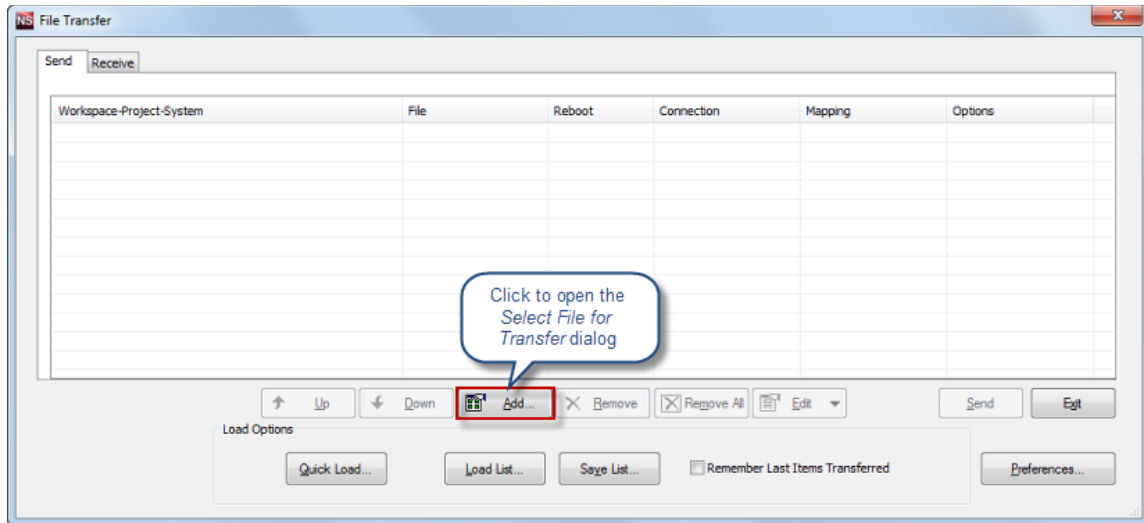 NS File Transfer
Send Receive
Workspace-Project-System File Reboot Connection Mapping Options
Click to open the
Select File for
Transfer dialog
Up Down Add... Remove Remove All Edit Send Exit
Load Options
Quick Load... Load List... Save List... Remember Last Items Transferred Preferences...